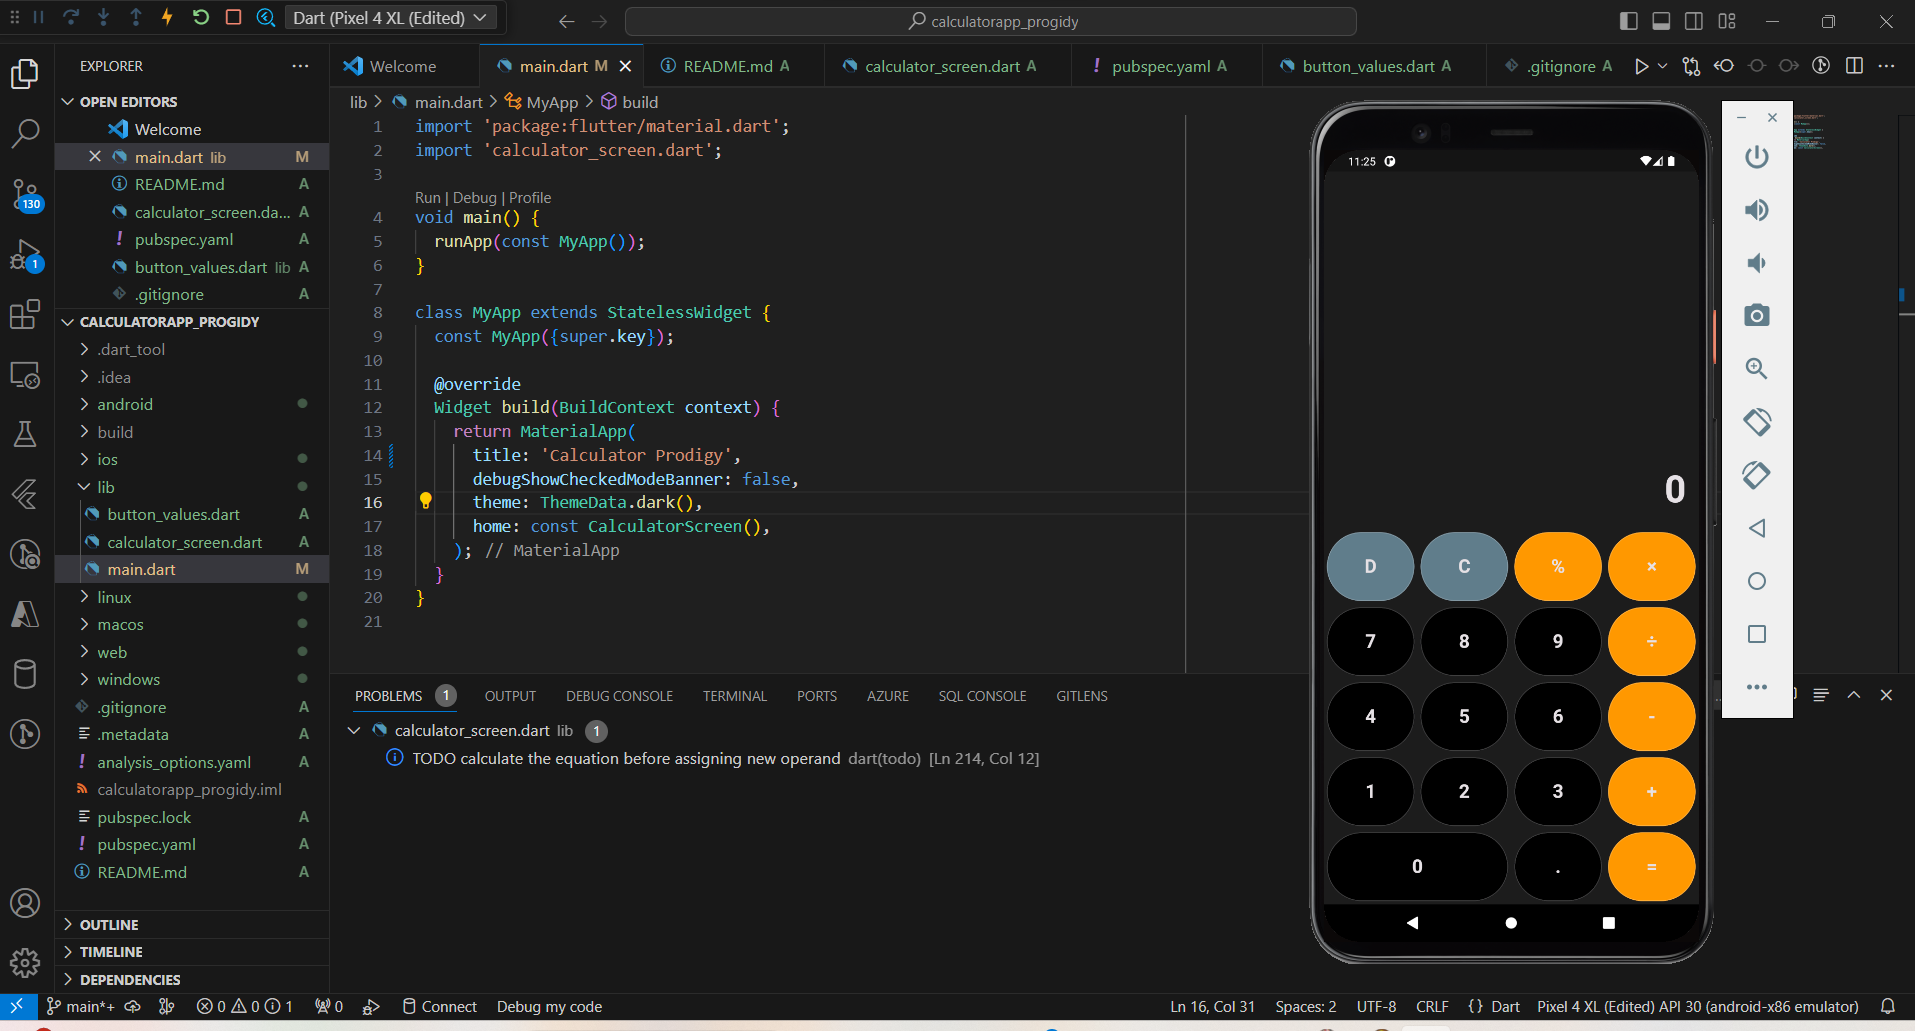 Dart (Pixel 4 XL (Edited)
calculatorapp_progidy
EXPLORER
OPEN EDITORS
Welcome
main.dart lib M
README.md A
calculator_screen.da... A
pubspec.yaml A
button_values.dart lib A
.gitignore A
CALCULATORAPP_PROGIDY
.dart_tool
.idea
android
build
ios
lib
button_values.dart A
calculator_screen.dart A
main.dart M
linux
macos
web
windows
.gitignore A
.metadata A
analysis_options.yaml A
calculatorapp_progidy.iml
pubspec.lock A
pubspec.yaml A
README.md A
OUTLINE
TIMELINE
DEPENDENCIES
130
1
Welcome
main.dart M
README.md A
calculator_screen.dart A
pubspec.yaml A
button_values.dart A
.gitignore A
lib > main.dart > MyApp > build
1 import 'package:flutter/material.dart';
2 import 'calculator_screen.dart';
3
Run | Debug | Profile
4 void main() {
5 runApp(const MyApp());
6 }
7
8 class MyApp extends StatelessWidget {
9 const MyApp({super.key});
10
11 @override
12 Widget build(BuildContext context) {
13 return MaterialApp(
14 title: 'Calculator Prodigy',
15 debugShowCheckedModeBanner: false,
16 theme: ThemeData.dark(),
17 home: const CalculatorScreen(),
18 ); // MaterialApp
19 }
20 }
21
PROBLEMS 1 OUTPUT DEBUG CONSOLE TERMINAL PORTS AZURE SQL CONSOLE GITLENS
calculator_screen.dart lib 1
TODO calculate the equation before assigning new operand dart(todo) [Ln 214, Col 12]
11:25
0
D C % ×
7 8 9 ÷
4 5 6 -
1 2 3 +
0 . =
main*+ 0 0 1 0 Connect Debug my code Ln 16, Col 31 Spaces: 2 UTF-8 CRLF {} Dart Pixel 4 XL (Edited) API 30 (android-x86 emulator)